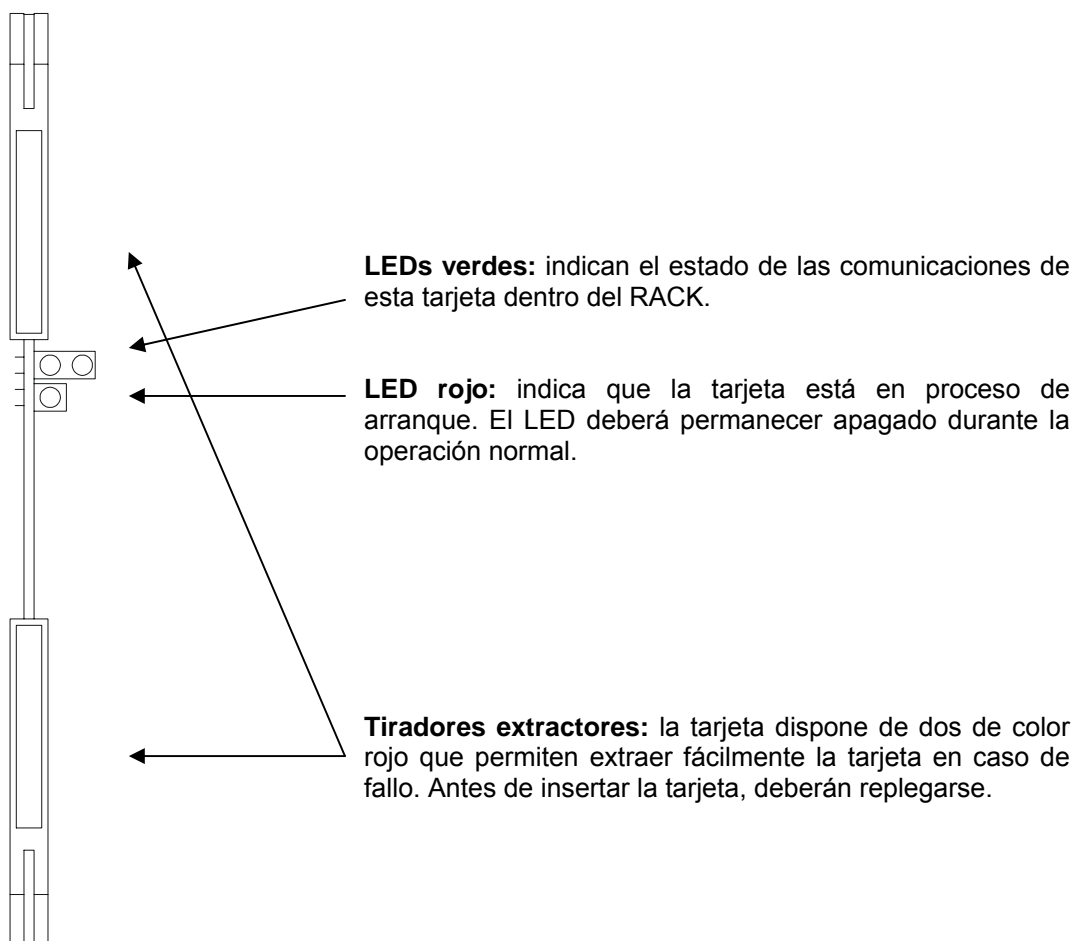 LEDs verdes: indican el estado de las comunicaciones de
esta tarjeta dentro del RACK.
LED rojo: indica que la tarjeta está en proceso de
arranque. El LED deberá permanecer apagado durante la
operación normal.
Tiradores extractores: la tarjeta dispone de dos de color
rojo que permiten extraer fácilmente la tarjeta en caso de
fallo. Antes de insertar la tarjeta, deberán replegarse.